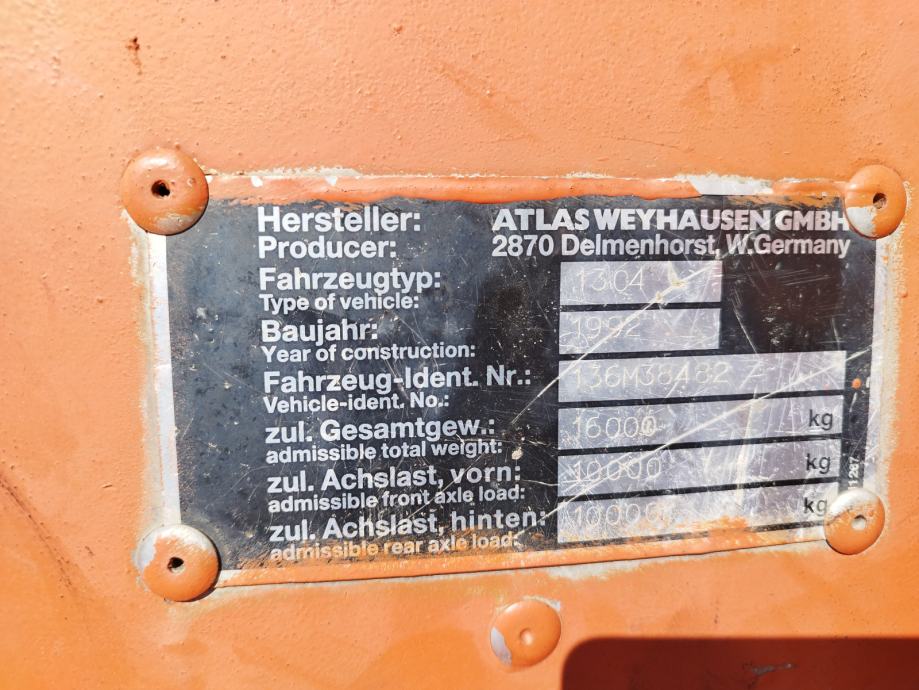 Hersteller: ATLAS WEYHAUSEN GMBH
Producer: 2870 Delmenhorst, W.Germany
Fahrzeugtyp: 1304
Type of vehicle:
Baujahr: 1992
Year of construction:
Fahrzeug-Ident. Nr.: 136M38482
Vehicle-ident. No.:
zul. Gesamtgew.: 16000 kg
admissible total weight:
zul. Achslast, vorn: 10000 kg
admissible front axle load:
zul. Achslast, hinten: 10000 kg
admissible rear axle load: